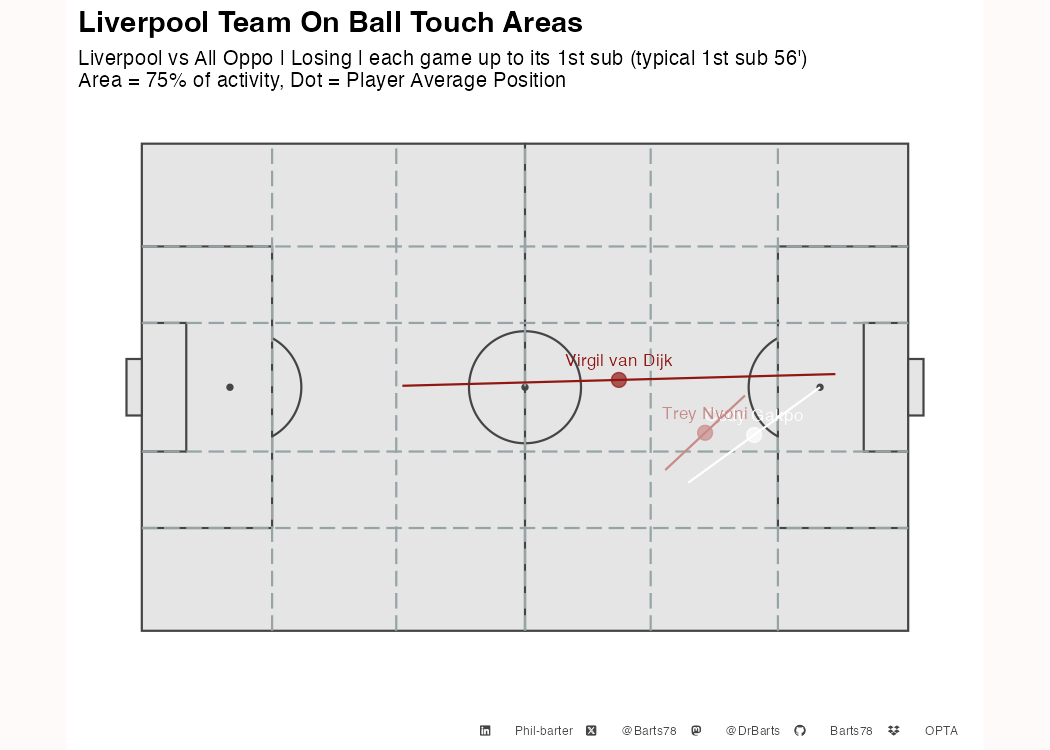 Liverpool Team On Ball Touch Areas
Liverpool vs All Oppo | Losing | each game up to its 1st sub (typical 1st sub 56')
Area = 75% of activity, Dot = Player Average Position
Virgil van Dijk
Trey Nyoni
Gakpo
Phil-barter
@Barts78
@DrBarts
Barts78
OPTA